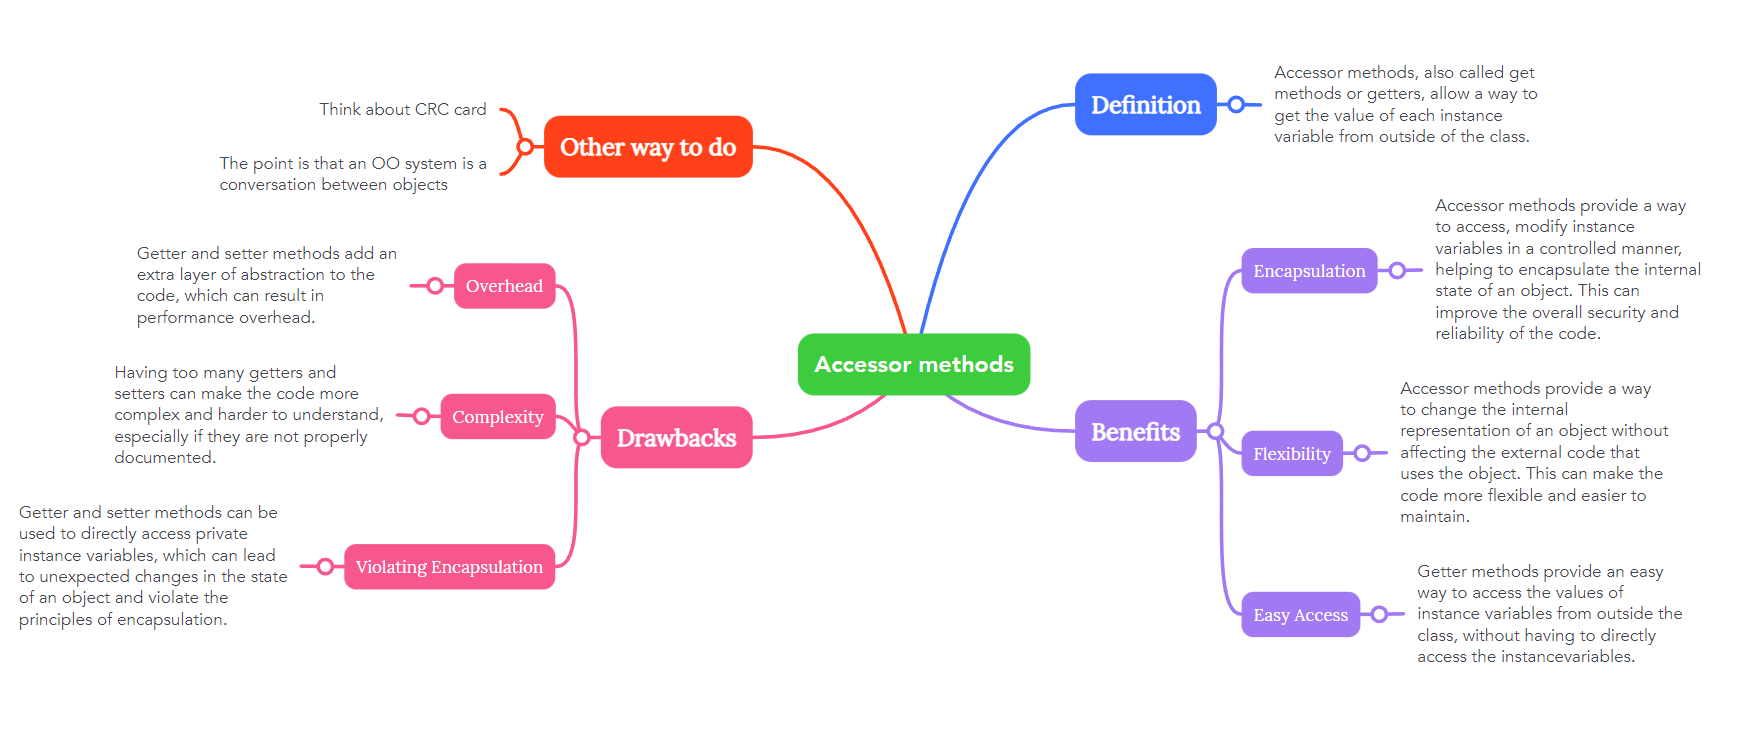 Accessor methods
Definition
Accessor methods, also called get
methods or getters, allow a way to
get the value of each instance
variable from outside of the class.
Benefits
Encapsulation
Accessor methods provide a way
to access, modify instance
variables in a controlled manner,
helping to encapsulate the internal
state of an object. This can
improve the overall security and
reliability of the code.
Flexibility
Accessor methods provide a way
to change the internal
representation of an object without
affecting the external code that
uses the object. This can make the
code more flexible and easier to
maintain.
Easy Access
Getter methods provide an easy
way to access the values of
instance variables from outside the
class, without having to directly
access the instancevariables.
Other way to do
Think about CRC card
The point is that an OO system is a
conversation between objects
Drawbacks
Overhead
Getter and setter methods add an
extra layer of abstraction to the
code, which can result in
performance overhead.
Complexity
Having too many getters and
setters can make the code more
complex and harder to understand,
especially if they are not properly
documented.
Violating Encapsulation
Getter and setter methods can be
used to directly access private
instance variables, which can lead
to unexpected changes in the state
of an object and violate the
principles of encapsulation.